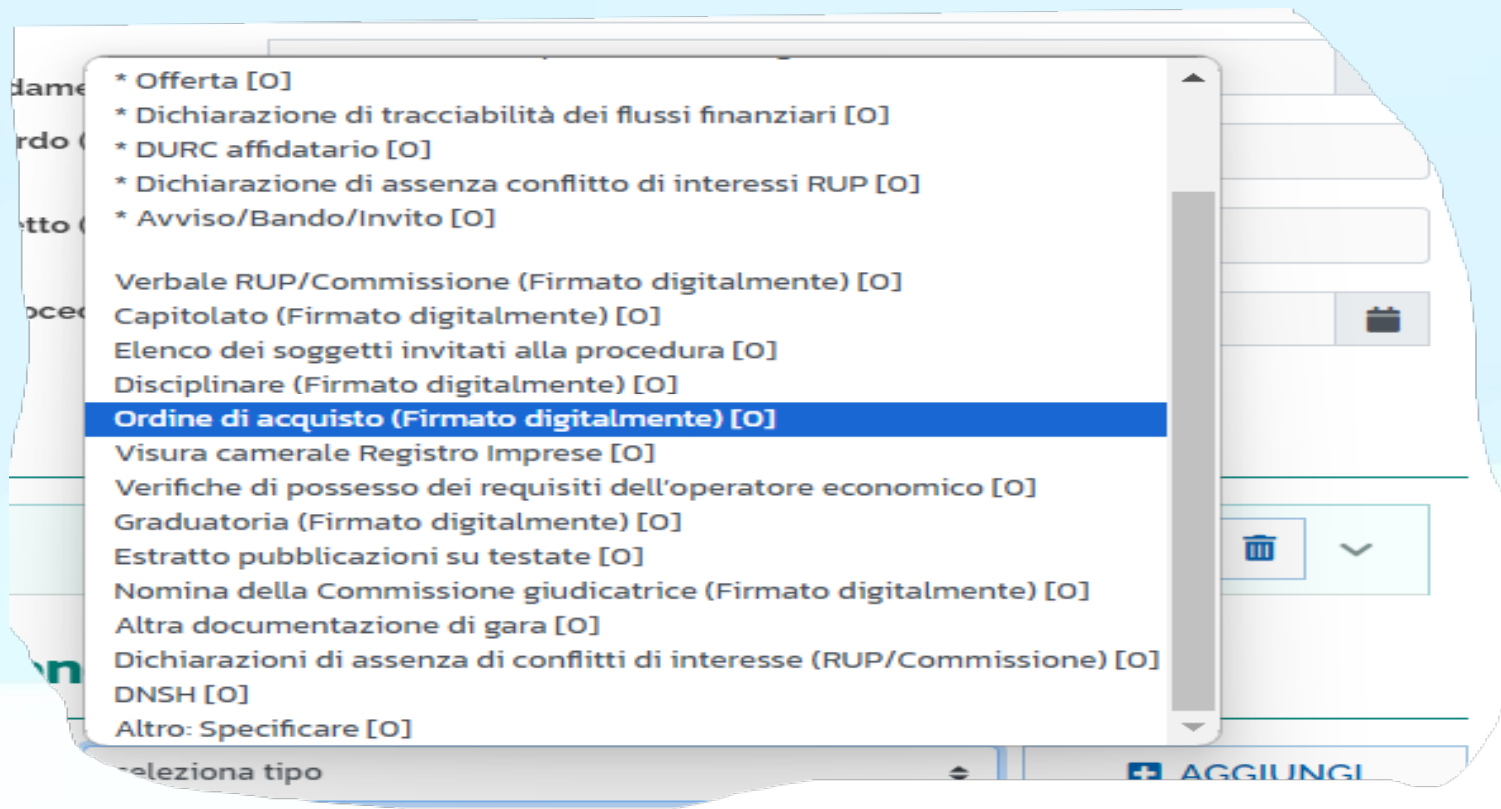 * Offerta [O]
* Dichiarazione di tracciabilità dei flussi finanziari [O]
* DURC affidatario [O]
* Dichiarazione di assenza conflitto di interessi RUP [O]
* Avviso/Bando/Invito [O]
Verbale RUP/Commissione (Firmato digitalmente) [O]
Capitolato (Firmato digitalmente) [O]
Elenco dei soggetti invitati alla procedura [O]
Disciplinare (Firmato digitalmente) [O]
Ordine di acquisto (Firmato digitalmente) [O]
Visura camerale Registro Imprese [O]
Verifiche di possesso dei requisiti dell'operatore economico [O]
Graduatoria (Firmato digitalmente) [O]
Estratto pubblicazioni su testate [O]
Nomina della Commissione giudicatrice (Firmato digitalmente) [O]
Altra documentazione di gara [O]
Dichiarazioni di assenza di conflitti di interesse (RUP/Commissione) [O]
DNSH [O]
Altro: Specificare [O]
seleziona tipo
AGGIUNGI